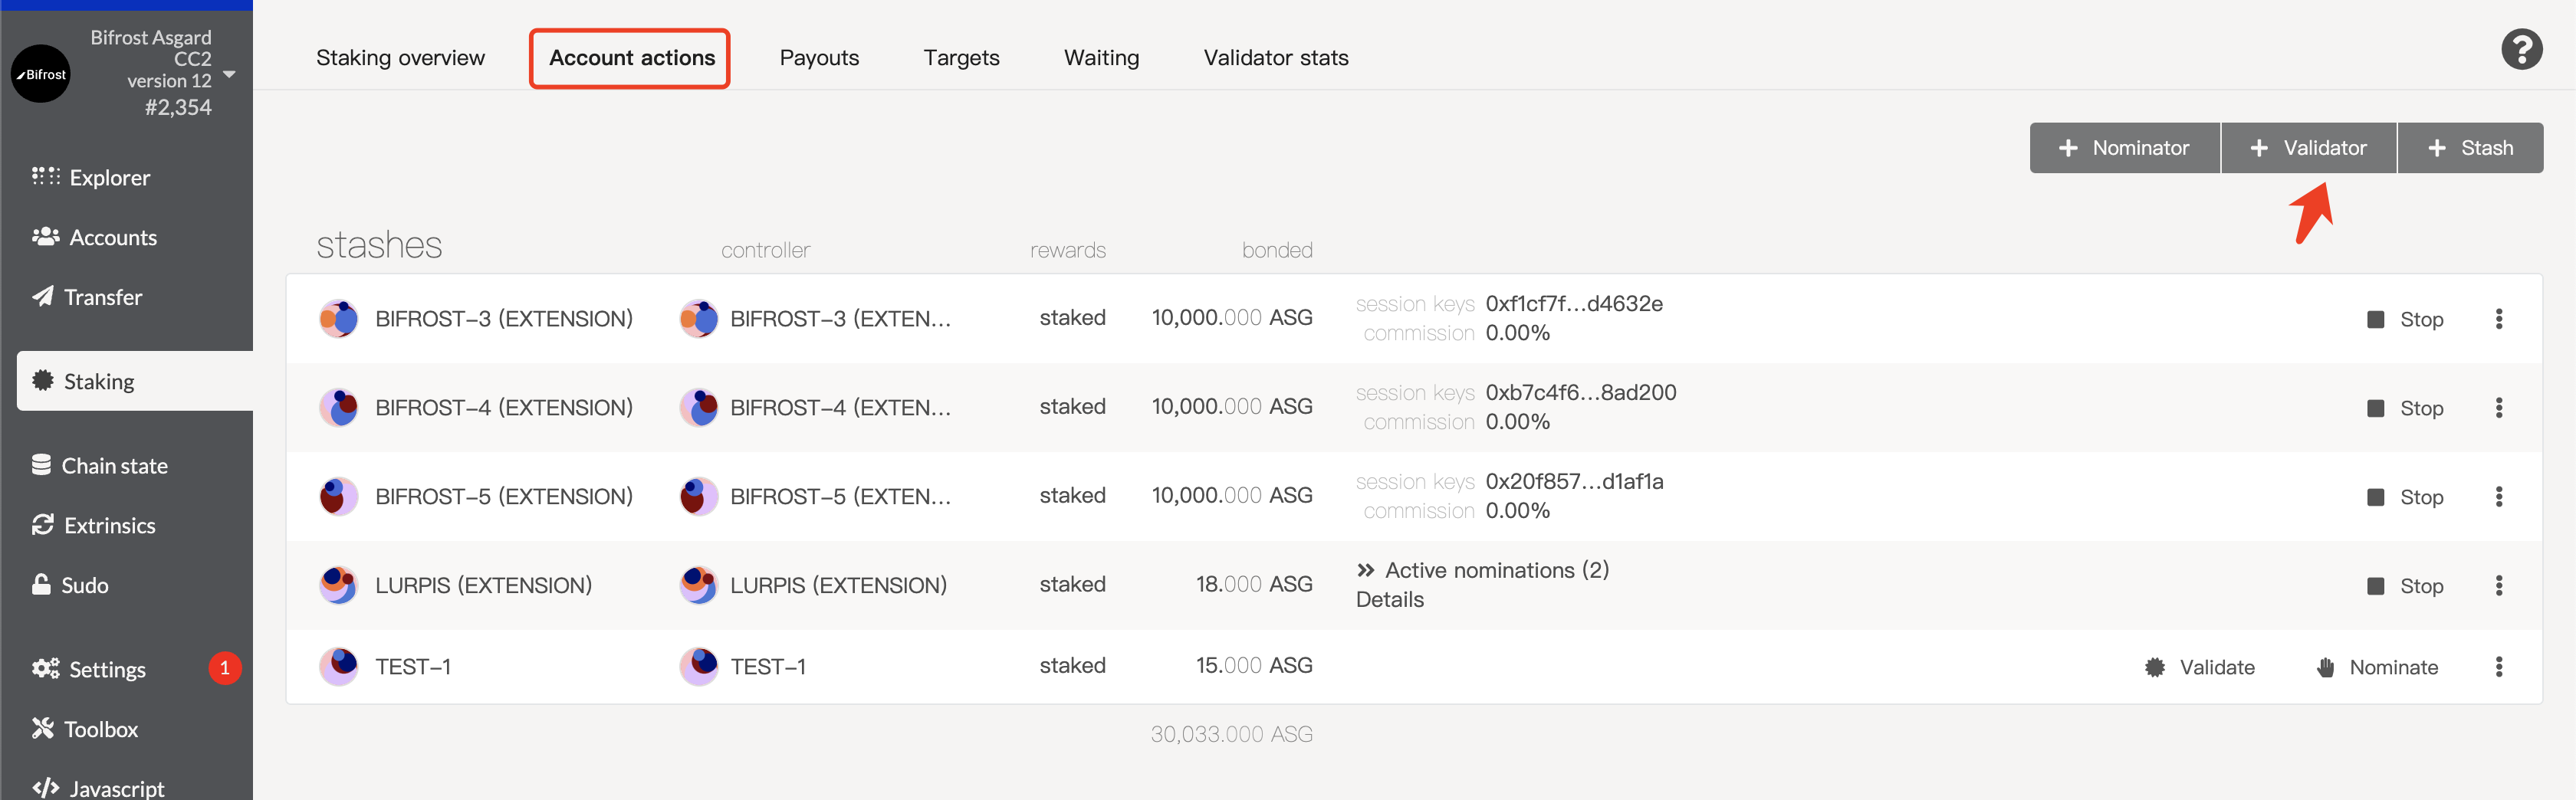 Bifrost
Bifrost Asgard
CC2
version 12
#2,354
Explorer
Accounts
Transfer
Staking
Chain state
Extrinsics
Sudo
Settings 1
Toolbox
Javascript
Staking overview Account actions Payouts Targets Waiting Validator stats
Nominator Validator Stash
stashes controller rewards bonded
BIFROST-3 (EXTENSION) BIFROST-3 (EXTEN... staked 10,000.000 ASG session keys 0xf1cf7f...d4632e
commission 0.00%
Stop
BIFROST-4 (EXTENSION) BIFROST-4 (EXTEN... staked 10,000.000 ASG session keys 0xb7c4f6...8ad200
commission 0.00%
Stop
BIFROST-5 (EXTENSION) BIFROST-5 (EXTEN... staked 10,000.000 ASG session keys 0x20f857...d1af1a
commission 0.00%
Stop
LURPIS (EXTENSION) LURPIS (EXTENSION) staked 18.000 ASG Active nominations (2)
Details
Stop
TEST-1 TEST-1 staked 15.000 ASG Validate Nominate
30,033.000 ASG